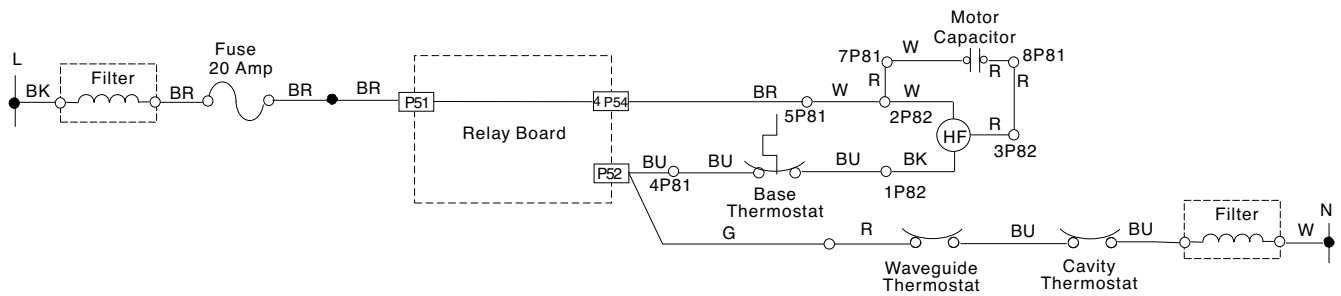 Motor
Capacitor
7P81
W
8P81
R
R
R
L
Fuse
20 Amp
Filter
BK
BR
BR
BR
P51
4 P54
BR
W
W
5P81
2P82
HF
R
3P82
Relay Board
P52
BU
4P81
BU
BU
BK
1P82
Base
Thermostat
G
R
BU
BU
Filter
W
N
Waveguide
Thermostat
Cavity
Thermostat